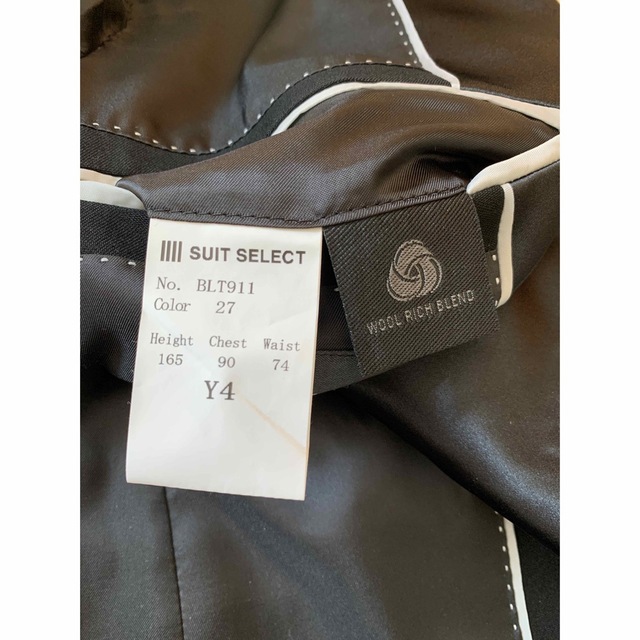 SUIT SELECT
No. BLT911
Color 27
Height Chest Waist
165 90 74
Y4
WOOL RICH BLEND